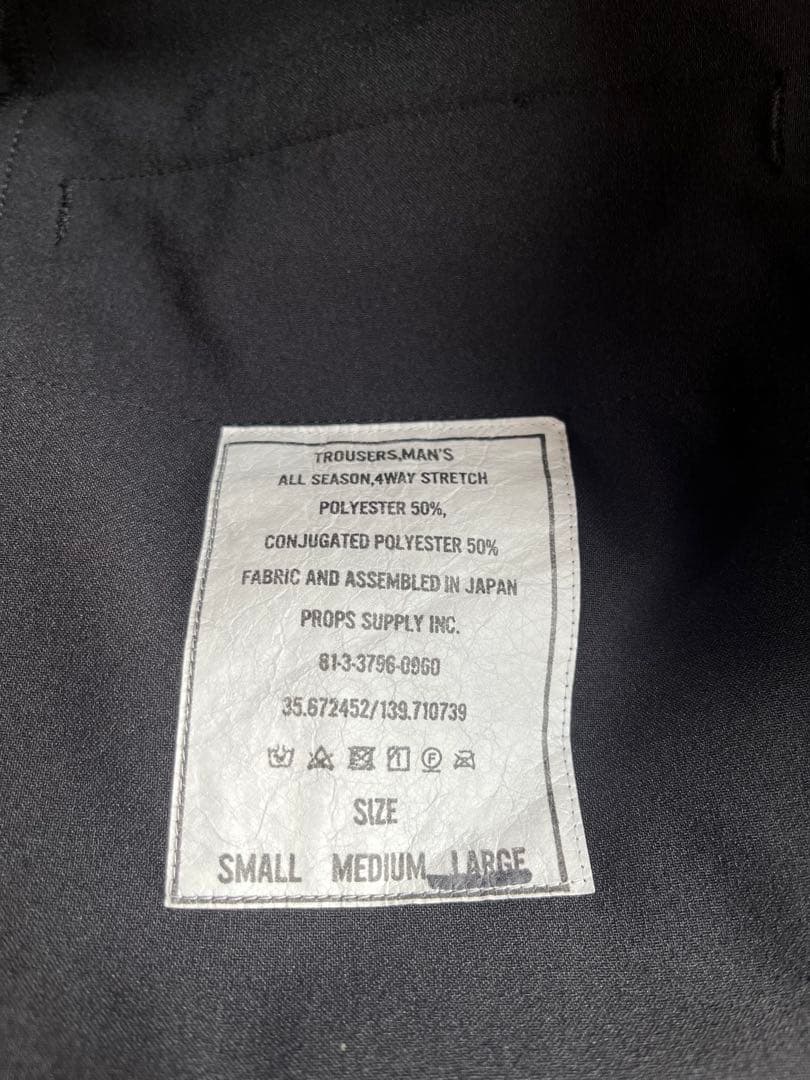 TROUSERS,MAN'S
ALL SEASON,4WAY STRETCH
POLYESTER 50%,
CONJUGATED POLYESTER 50%
FABRIC AND ASSEMBLED IN JAPAN
PROPS SUPPLY INC.
81-3-3796-0960
35.672452/139.710739
SIZE
SMALL MEDIUM LARGE